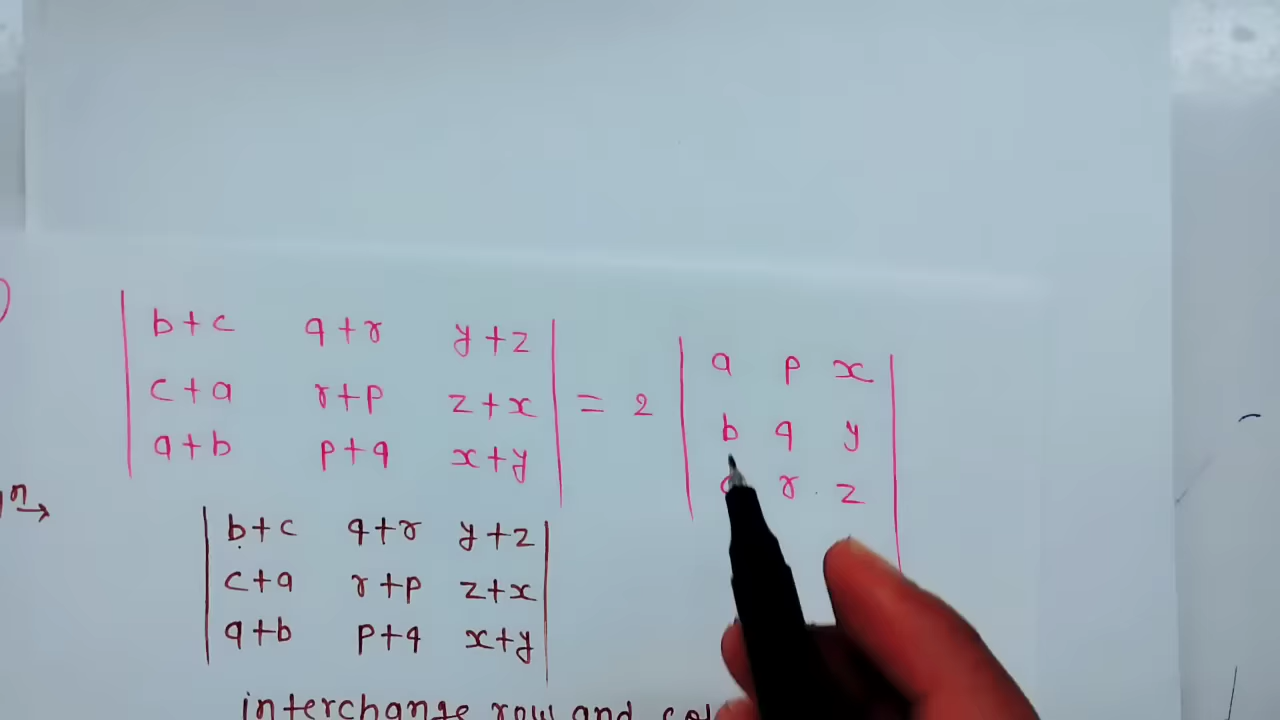 b+c q+r y+z
c+a r+p z+x
a+b p+q x+y
= 2
a p x
b q y
r z
n→
b+c q+r y+z
c+a r+p z+x
a+b p+q x+y
interchange row and